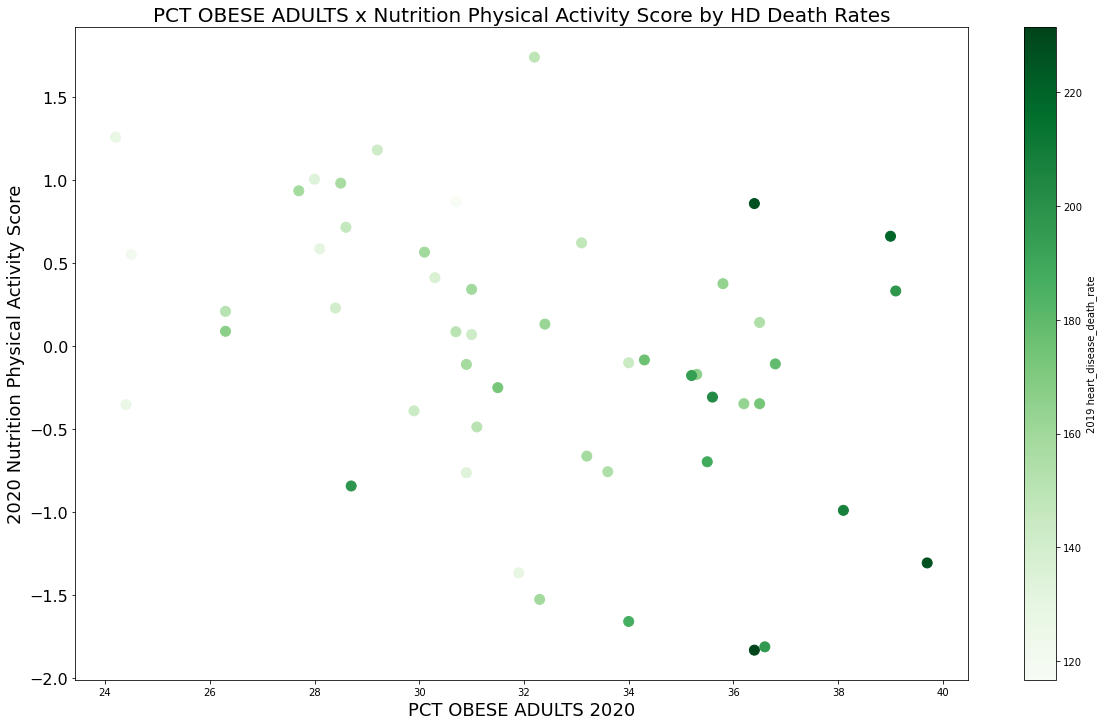 PCT OBESE ADULTS x Nutrition Physical Activity Score by HD Death Rates
2020 Nutrition Physical Activity Score
1.5
1.0
0.5
0.0
−0.5
−1.0
−1.5
−2.0
24 26 28 30 32 34 36 38 40
PCT OBESE ADULTS 2020
220
200
180
160
140
120
2019 heart_disease_death_rate